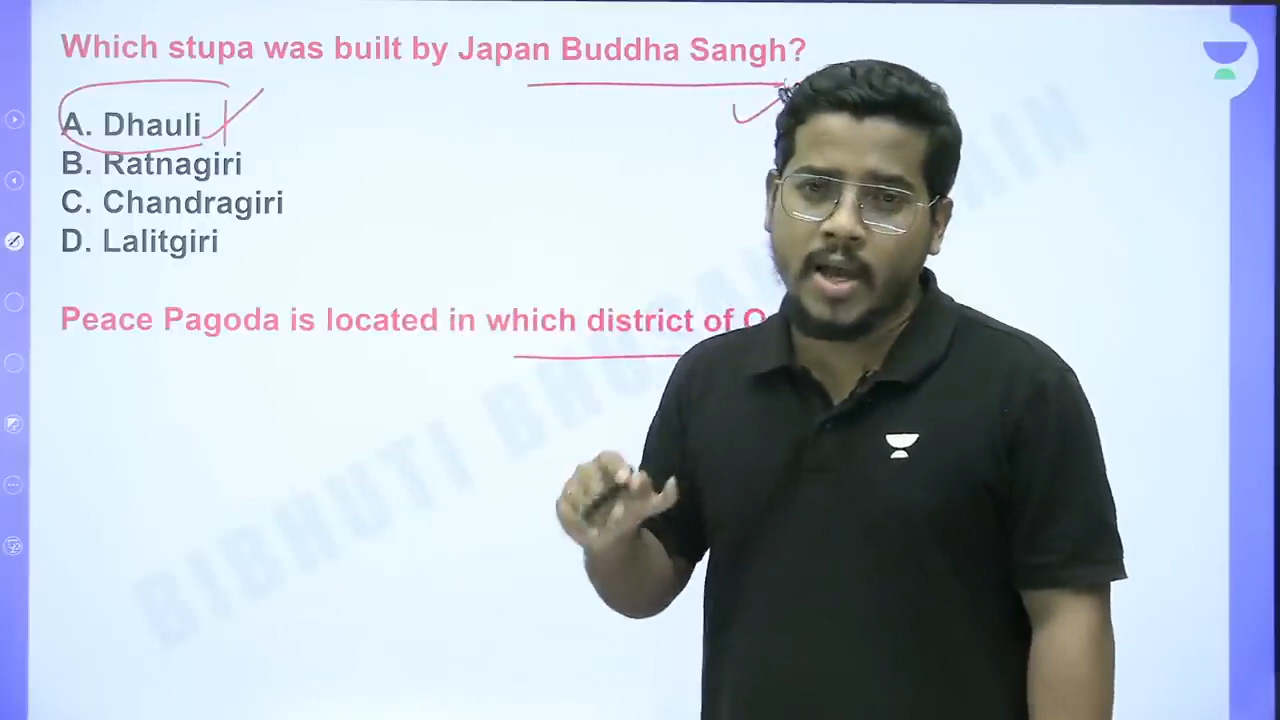 Which stupa was built by Japan Buddha Sangh?
A. Dhauli
B. Ratnagiri
C. Chandragiri
D. Lalitgiri
Peace Pagoda is located in which district of O
BIBHUTI